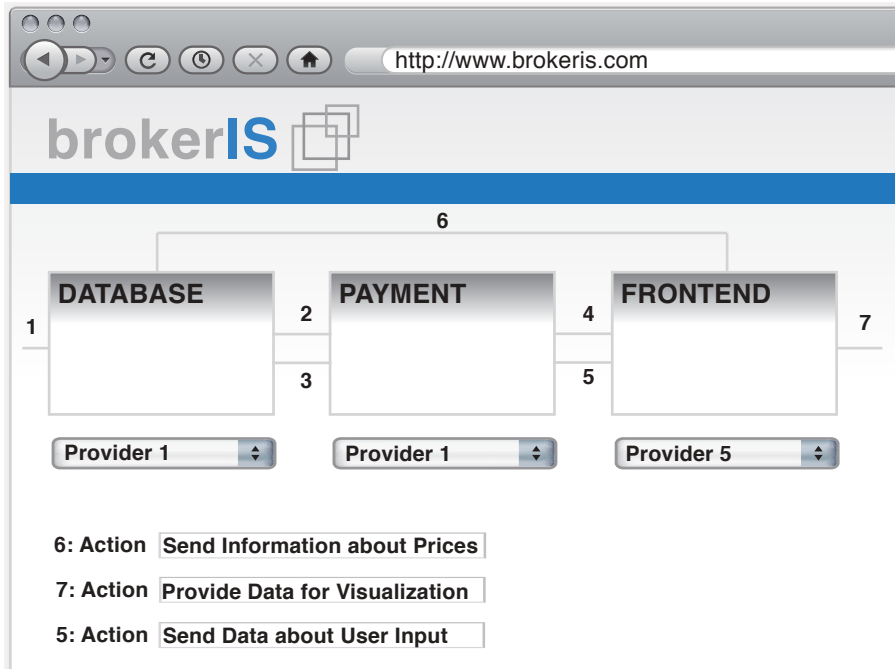 http://www.brokeris.com
brokerIS
6
DATABASE
PAYMENT
FRONTEND
1
2
4
7
3
5
Provider 1
Provider 1
Provider 5
6: Action Send Information about Prices
7: Action Provide Data for Visualization
5: Action Send Data about User Input